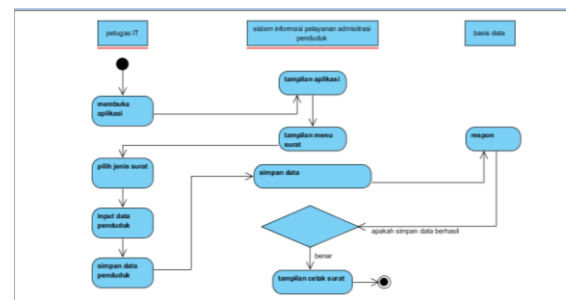 petugas IT
sistem informasi pelayanan admisitrasi
penduduk
basis data
tampilan aplikasi
membuka
aplikasi
tampilan menu
surat
respon
pilih jenis surat
simpan data
input data
penduduk
apakah simpan data berhasil
benar
simpan data
penduduk
tampilan cetak surat